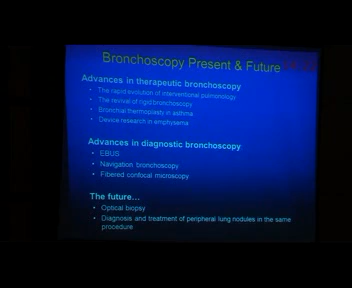 Bronchoscopy Present & Future
Advances in therapeutic bronchoscopy
• The rapid evolution of interventional pulmonology
• The revival of rigid bronchoscopy
• Bronchial thermoplasty in asthma
• Device research in emphysema
Advances in diagnostic bronchoscopy
• EBUS
• Navigation bronchoscopy
• Fibered confocal microscopy
The future...
• Optical biopsy
• Diagnosis and treatment of peripheral lung nodules in the same
procedure